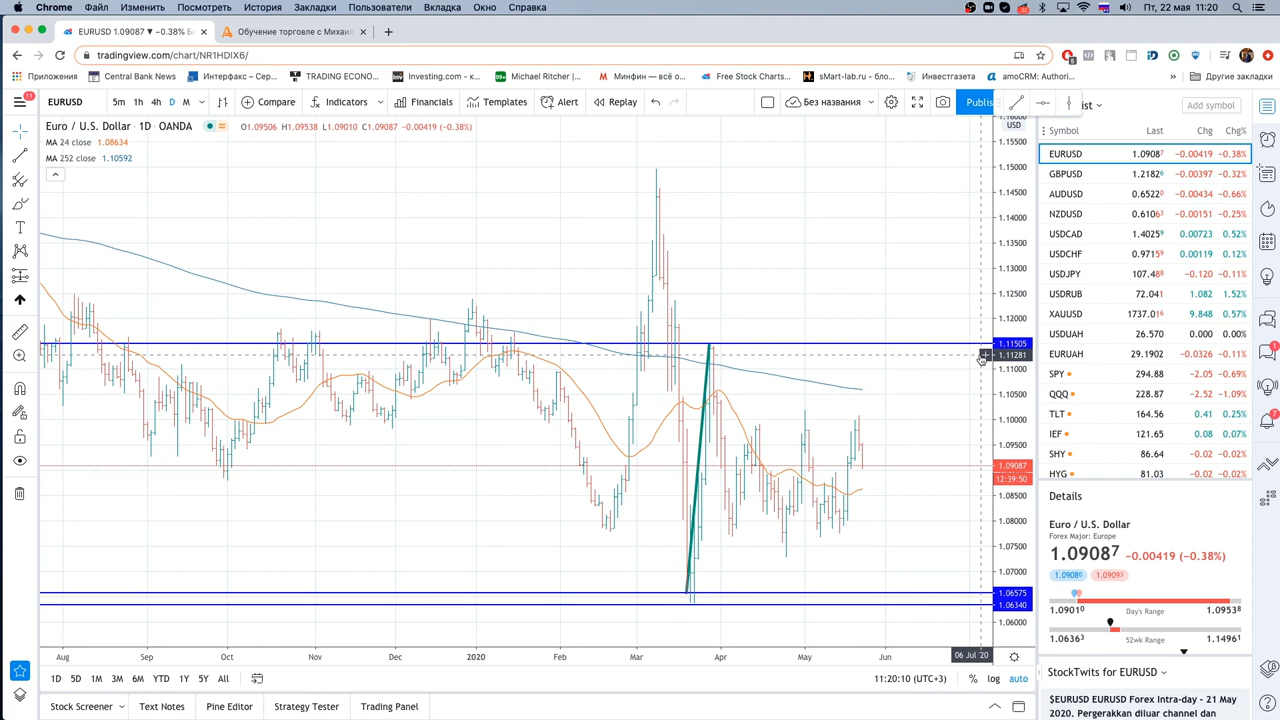 Chrome Файл Изменить Посмотреть История Закладки Пользователи Вкладка Окно Справка Пт, 22 мая 11:20
EURUSD 1.09087 ▼ −0.38% Б
Обучение торговле с Михаил
tradingview.com/chart/NR1HDIX6/
Приложения Central Bank News Интерфакс – Сер... TRADING ECONO... Investing.com - к... Michael Ritcher |... Минфин — всё о... Free Stock Charts... sMart-lab.ru - бло... Инвестгазета amoCRM: Authori... » Другие закладки
11 EURUSD 5m 1h 4h D M Compare Indicators Financials Templates Alert Replay Без названия Publis ist Add symbol
Euro / U.S. Dollar 1D OANDA O1.09506 H1.09538 L1.09010 C1.09087 −0.00419 (−0.38%)
MA 24 close 1.08634
MA 252 close 1.10592
USD
1.15500
1.15000
1.14500
1.14000
1.13500
1.13000
1.12500
1.12000
1.11505
1.11281
1.11000
1.10500
1.10000
1.09500
1.09087
12:39:50
1.08500
1.08000
1.07500
1.07000
1.06575
1.06340
1.06000
Aug Sep Oct Nov Dec 2020 Feb Mar Apr May Jun 06 Jul '20
1D 5D 1M 3M 6M YTD 1Y 5Y All 11:20:10 (UTC+3) % log auto
Stock Screener Text Notes Pine Editor Strategy Tester Trading Panel
Symbol Last Chg Chg%
EURUSD 1.09087 −0.00419 −0.38%
GBPUSD 1.21826 −0.00397 −0.32%
AUDUSD 0.65220 −0.00434 −0.66%
NZDUSD 0.61063 −0.00151 −0.25%
USDCAD 1.40259 0.00723 0.52%
USDCHF 0.97159 0.00119 0.12%
USDJPY 107.488 −0.120 −0.11%
USDRUB 72.041 1.082 1.52%
XAUUSD 1737.016 9.848 0.57%
USDUAH 26.570 0.000 0.00%
EURUAH 29.1902 −0.0326 −0.11%
SPY 294.88 −2.05 −0.69%
QQQ 228.87 −2.52 −1.09%
TLT 164.56 0.41 0.25%
IEF 121.65 0.08 0.07%
SHY 86.64 −0.02 −0.02%
HYG 81.03 −0.02 −0.02%
Details
Euro / U.S. Dollar
Forex Major: Europe
1.09087 −0.00419 (−0.38%)
1.09080 1.09093
1.09010 Day's Range 1.09538
1.06363 52wk Range 1.14961
StockTwits for EURUSD
$EURUSD EURUSD Forex Intra-day - 21 May
2020. Pergerakkan diluar channel dan